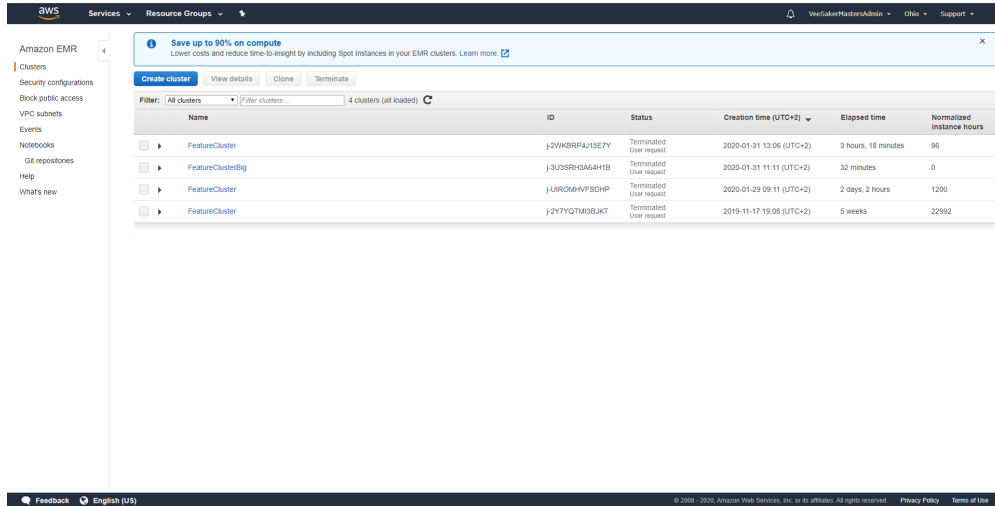 aws Services Resource Groups VeeSakerMastersAdmin Ohio Support
Amazon EMR
Clusters
Security configurations
Block public access
VPC subnets
Events
Notebooks
Git repositories
Help
What's new
Save up to 90% on compute
Lower costs and reduce time-to-insight by including Spot Instances in your EMR clusters. Learn more.
Create cluster View details Clone Terminate
Filter: All clusters Filter clusters ... 4 clusters (all loaded)
Name ID Status Creation time (UTC+2) Elapsed time Normalized instance hours
FeatureCluster j-2WKBRP4J15E7Y Terminated User request 2020-01-31 13:06 (UTC+2) 3 hours, 18 minutes 96
FeatureClusterBig j-3U3SRH3A64H1B Terminated User request 2020-01-31 11:11 (UTC+2) 32 minutes 0
FeatureCluster j-UIROMHVFSDHP Terminated User request 2020-01-29 09:11 (UTC+2) 2 days, 2 hours 1200
FeatureCluster j-2Y7YQTMI3BJKT Terminated User request 2019-11-17 19:08 (UTC+2) 5 weeks 22992
Feedback English (US) © 2008 - 2020, Amazon Web Services, Inc. or its affiliates. All rights reserved. Privacy Policy Terms of Use